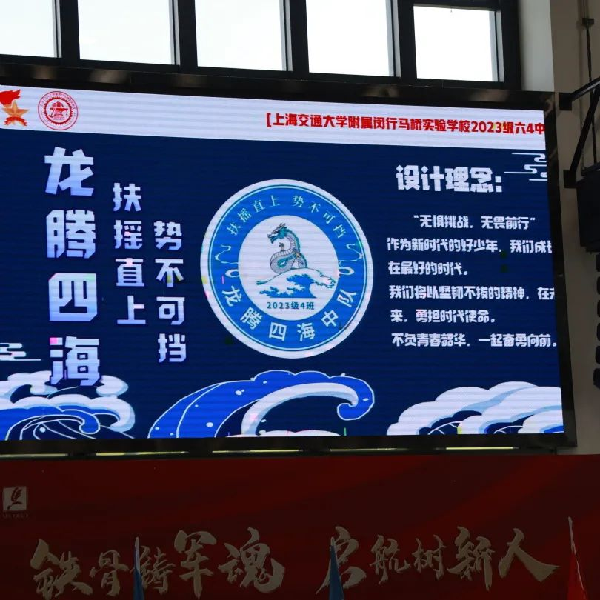 [上海交通大学附属闵行马桥实验学校2023级六4中
龙腾四海
扶摇直上
势不可挡
扶摇直上 势不可挡
2023级4班
龙腾四海中队
设计理念:
“无惧挑战，无畏前行”
作为新时代的好少年，我们成长
在最好的时代。
我们将以坚韧不拔的精神，在未
来，勇担时代使命。
不负青春韶华，一起奋勇向前。
铁骨铸军魂 启航树新人